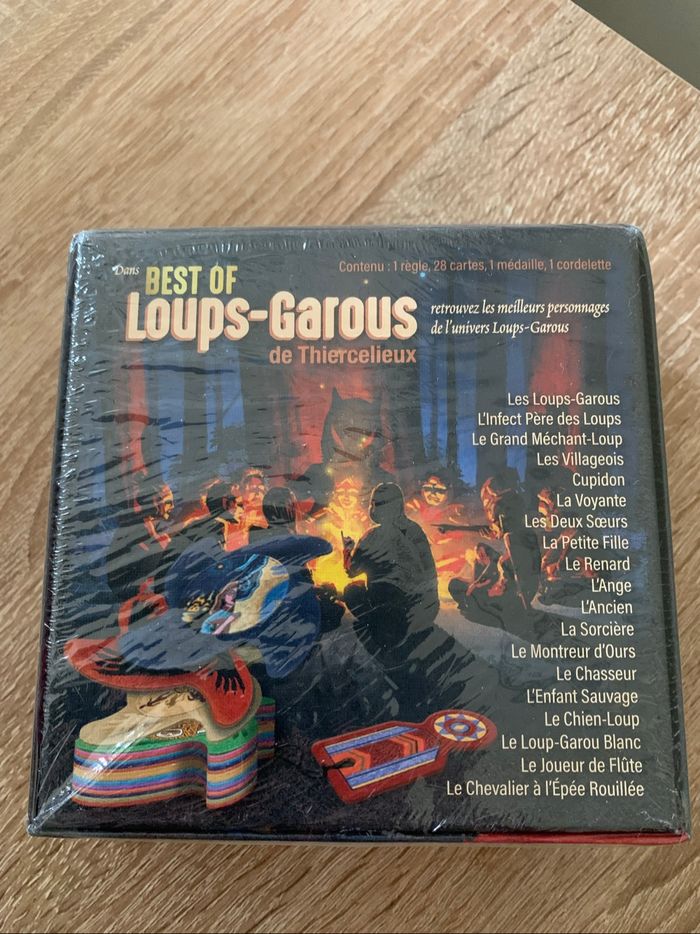 Dans
BEST OF
Loups-Garous
de Thiercelieux
Contenu : 1 règle, 28 cartes, 1 médaille, 1 cordelette
retrouvez les meilleurs personnages
de l'univers Loups-Garous
Les Loups-Garous
L'Infect Père des Loups
Le Grand Méchant-Loup
Les Villageois
Cupidon
La Voyante
Les Deux Sœurs
La Petite Fille
Le Renard
L'Ange
L'Ancien
La Sorcière
Le Montreur d'Ours
Le Chasseur
L'Enfant Sauvage
Le Chien-Loup
Le Loup-Garou Blanc
Le Joueur de Flûte
Le Chevalier à l'Épée Rouillée